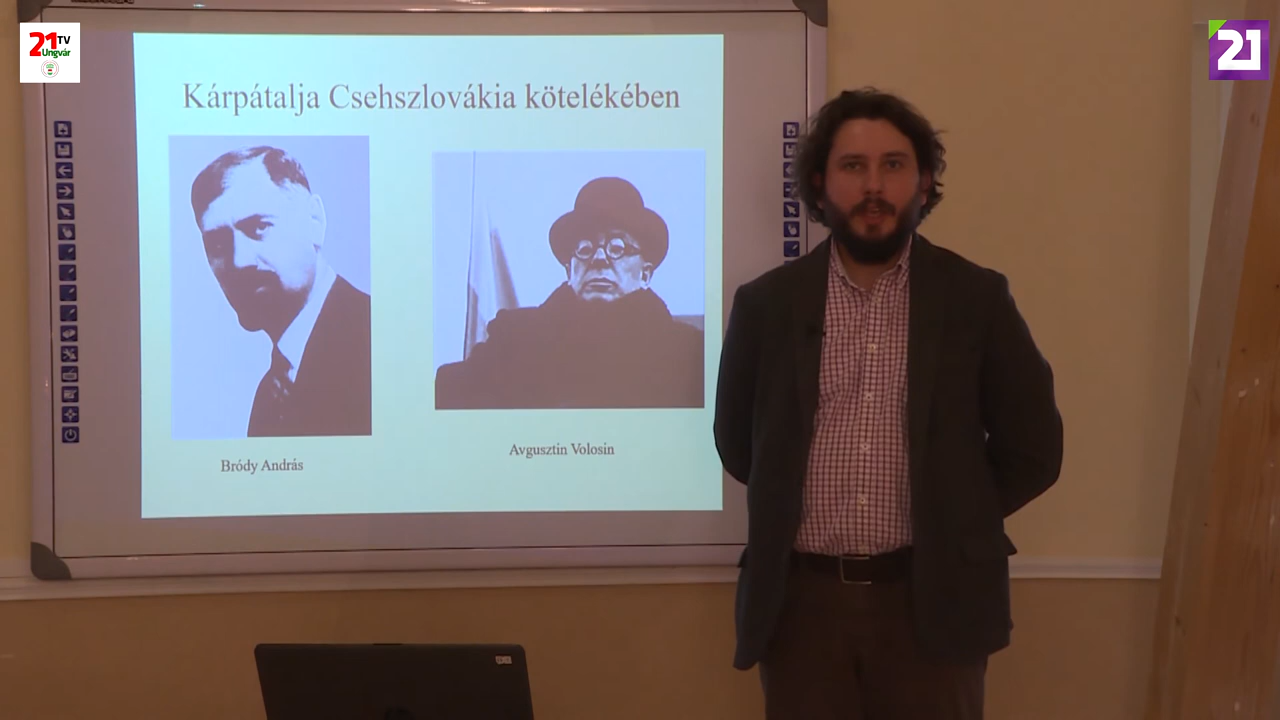 21 TV
Ungvár
21
Kárpátalja Csehszlovákia kötelékében
Bródy András
Avgusztin Volosin